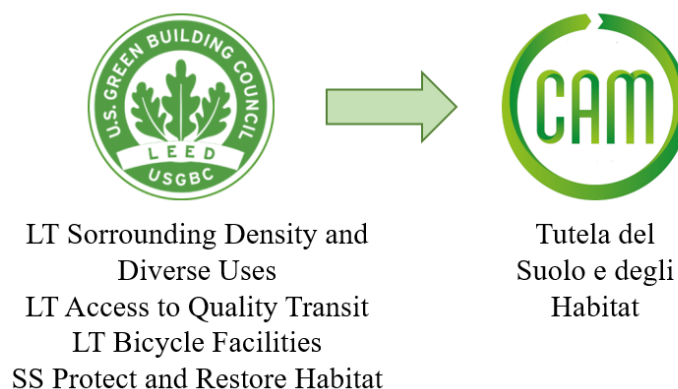 U.S. GREEN BUILDING COUNCIL
LEED
USGBC
CAM
LT Sorrounding Density and
Diverse Uses
LT Access to Quality Transit
LT Bicycle Facilities
SS Protect and Restore Habitat
Tutela del
Suolo e degli
Habitat